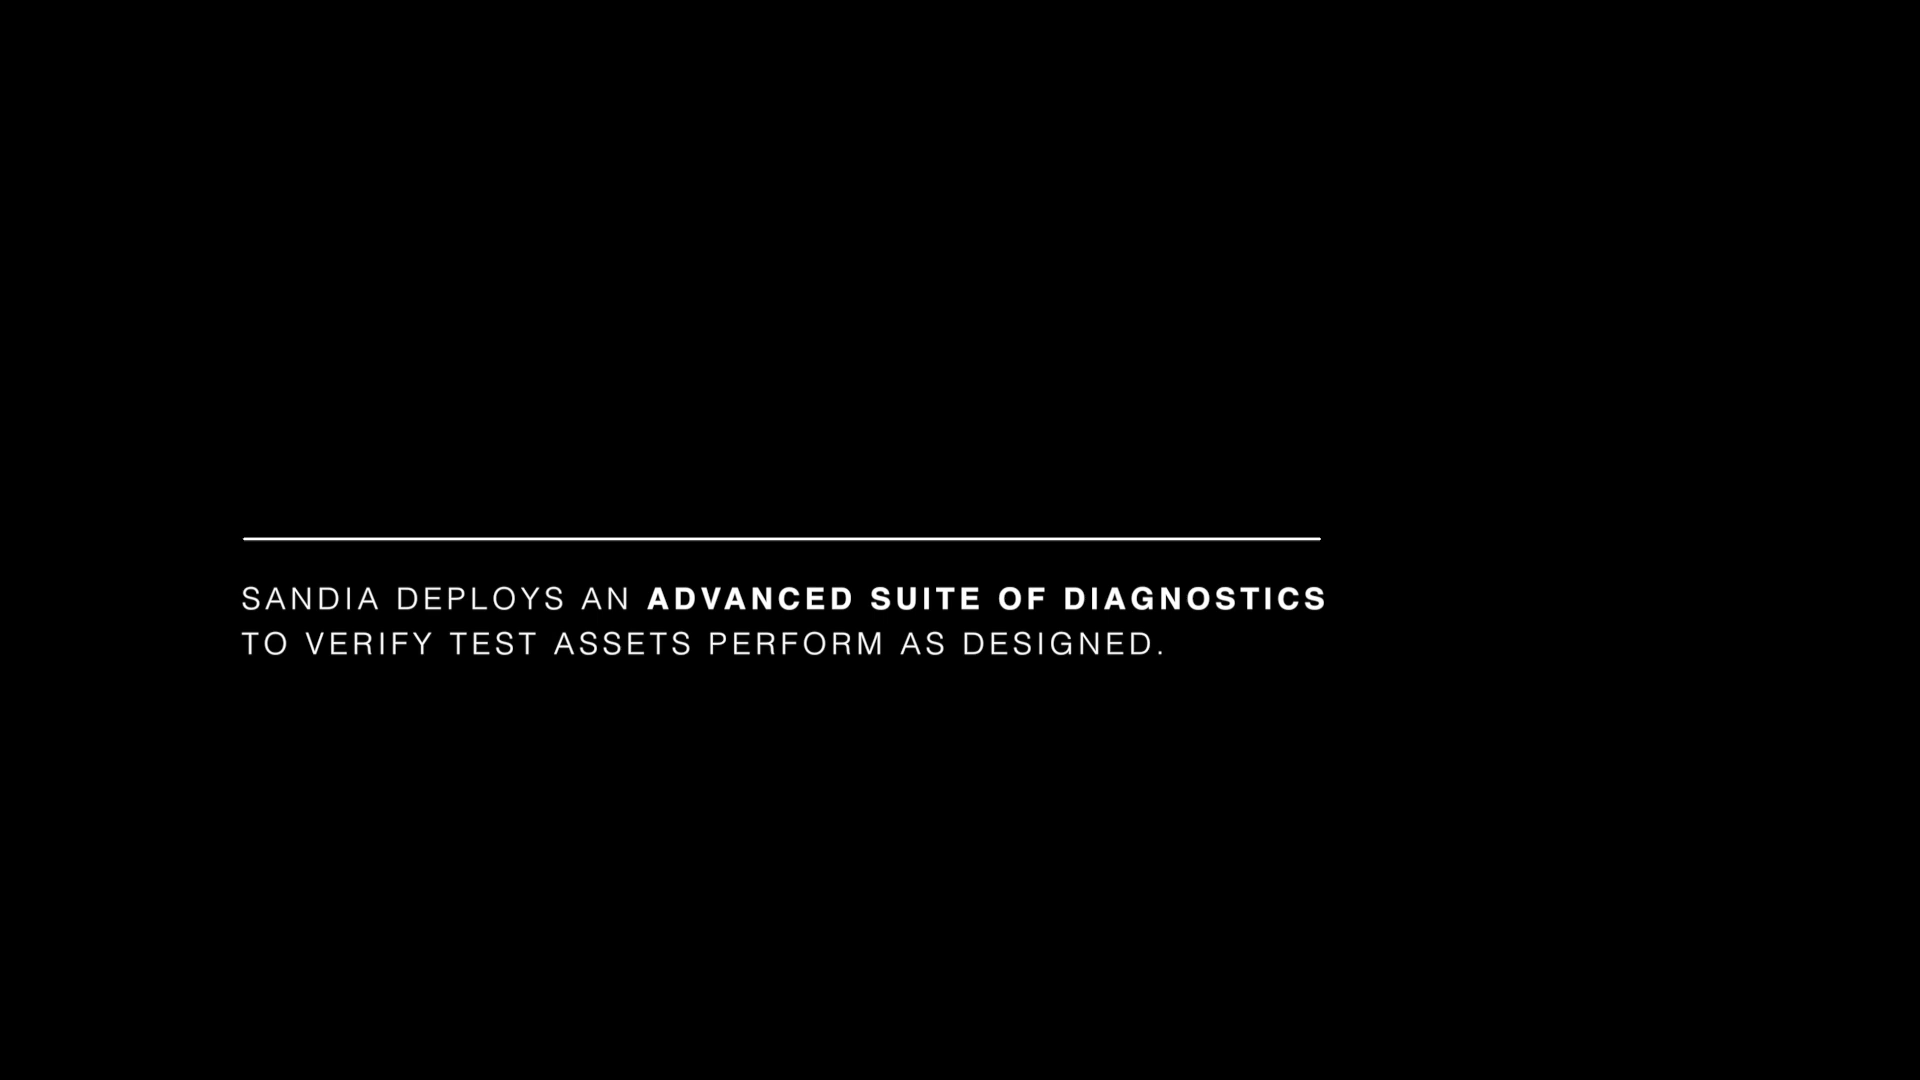 SANDIA DEPLOYS AN ADVANCED SUITE OF DIAGNOSTICS
TO VERIFY TEST ASSETS PERFORM AS DESIGNED.